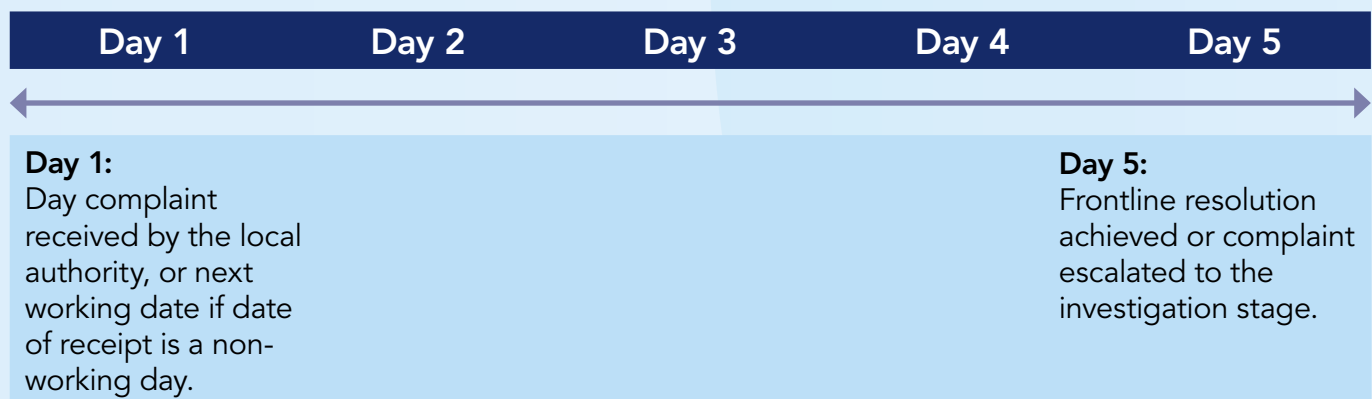 Day 1 Day 2 Day 3 Day 4 Day 5
Day 1:
Day complaint
received by the local
authority, or next
working date if date
of receipt is a non-
working day.
Day 5:
Frontline resolution
achieved or complaint
escalated to the
investigation stage.